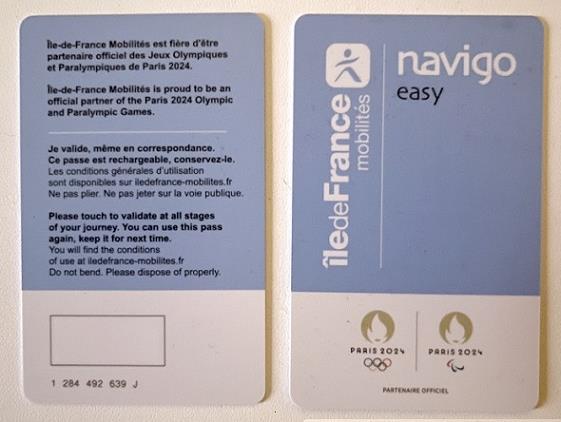 Île-de-France Mobilités est fière d'être
partenaire officiel des Jeux Olympiques
et Paralympiques de Paris 2024.
Île-de-France Mobilités is proud to be an
official partner of the Paris 2024 Olympic
and Paralympic Games.
Je valide, même en correspondance.
Ce passe est rechargeable, conservez-le.
Les conditions générales d'utilisation
sont disponibles sur iledefrance-mobilites.fr
Ne pas plier. Ne pas jeter sur la voie publique.
Please touch to validate at all stages
of your journey. You can use this pass
again, keep it for next time.
You will find the conditions
of use at iledefrance-mobilites.fr
Do not bend. Please dispose of properly.
1 284 492 639 J
îledeFrance
mobilités
navigo
easy
PARIS 2024
PARIS 2024
PARTENAIRE OFFICIEL